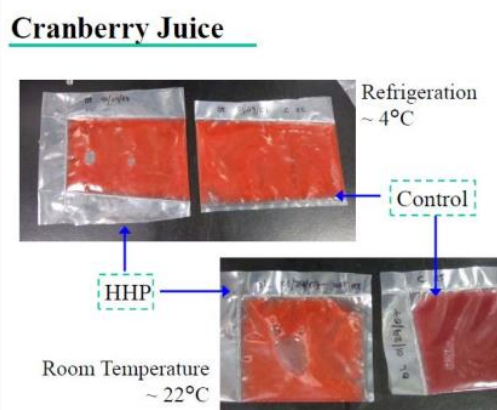 Cranberry Juice
Refrigeration
~ 4°C
Control
HHP
Room Temperature
~ 22°C